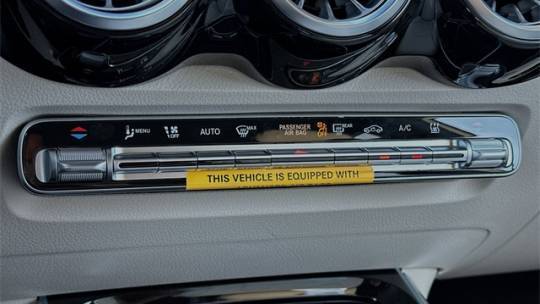 MENU
OFF
AUTO
MAX
PASSENGER
AIR BAG
REAR
A/C
THIS VEHICLE IS EQUIPPED WITH